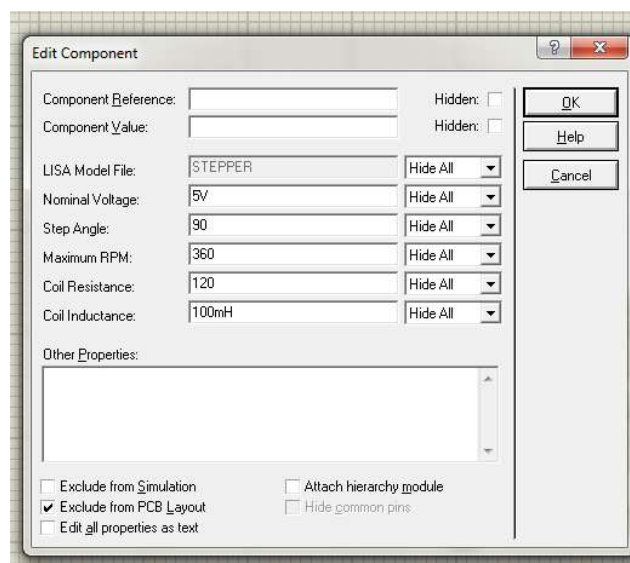 Edit Component
Component Reference: Hidden:
Component Value: Hidden:
LISA Model File: STEPPER Hide All
Nominal Voltage: 5V Hide All
Step Angle: 90 Hide All
Maximum RPM: 360 Hide All
Coil Resistance: 120 Hide All
Coil Inductance: 100mH Hide All
Other Properties:
Exclude from Simulation Attach hierarchy module
Exclude from PCB Layout Hide common pins
Edit all properties as text
OK
Help
Cancel